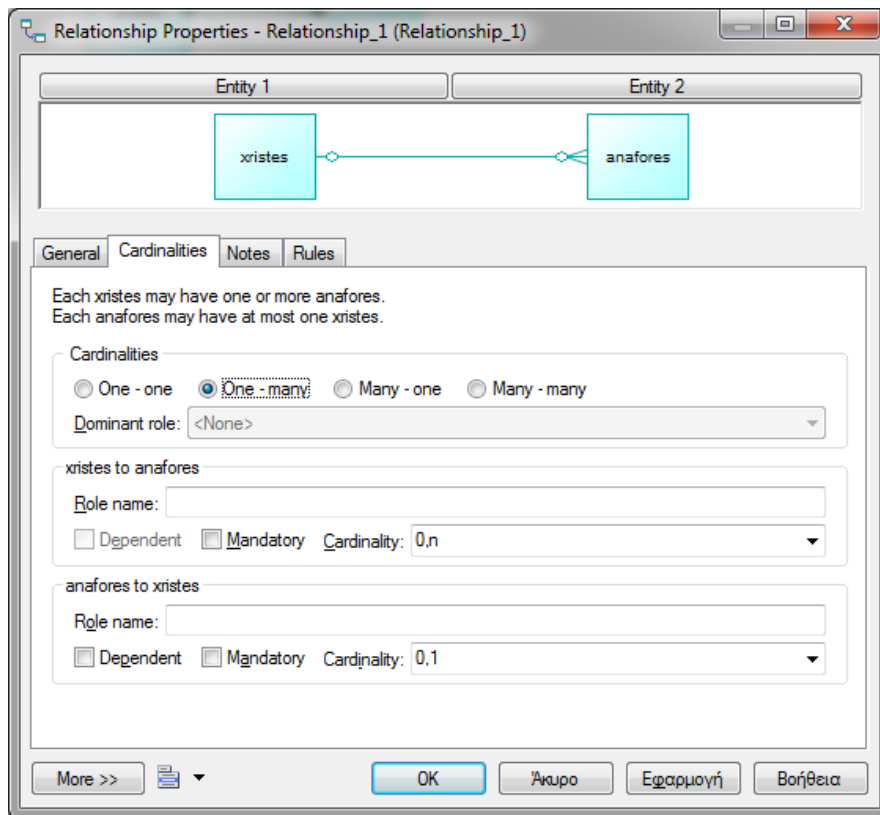 Relationship Properties - Relationship_1 (Relationship_1)
Entity 1 Entity 2
xristes anafores
General Cardinalities Notes Rules
Each xristes may have one or more anafores.
Each anafores may have at most one xristes.
Cardinalities
One - one One - many Many - one Many - many
Dominant role: <None>
xristes to anafores
Role name:
Dependent Mandatory Cardinality: 0,n
anafores to xristes
Role name:
Dependent Mandatory Cardinality: 0,1
More >> OK Άκυρο Εφαρμογή Βοήθεια